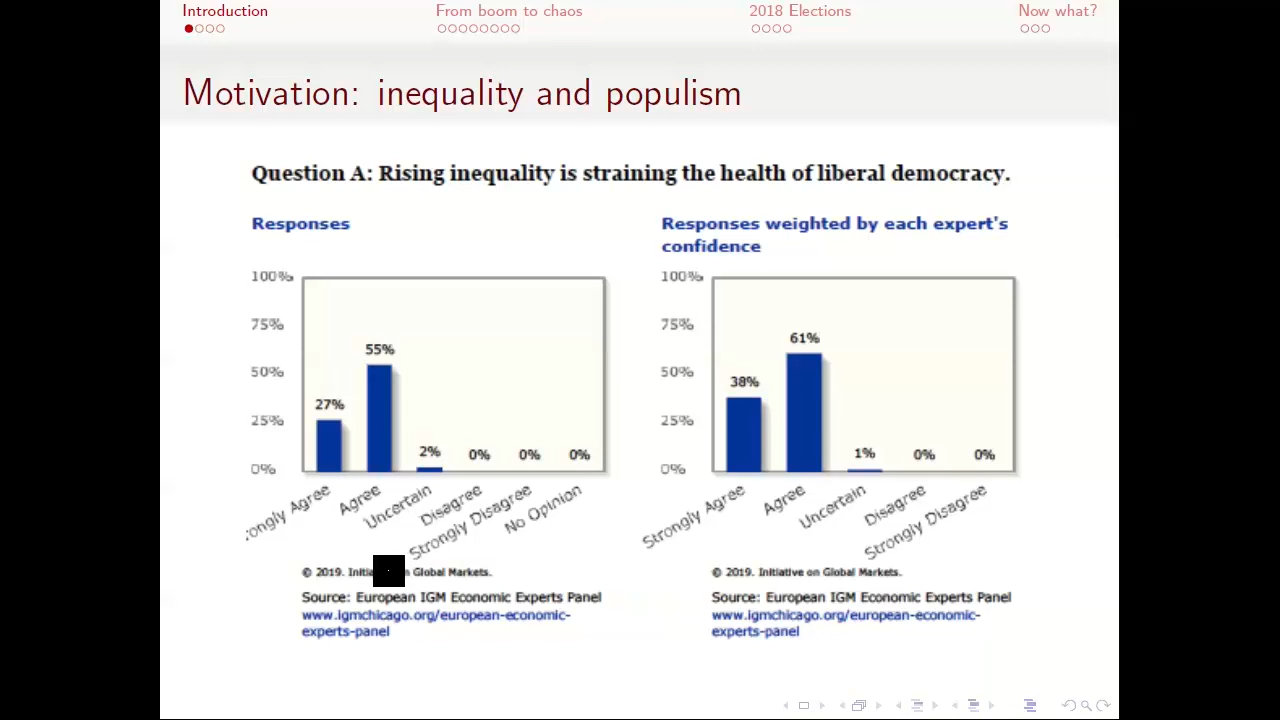 Introduction
From boom to chaos
2018 Elections
Now what?
Motivation: inequality and populism
Question A: Rising inequality is straining the health of liberal democracy.
Responses
100%
75%
50%
25%
0%
27%
55%
2%
0%
0%
0%
rongly Agree
Agree
Uncertain
Disagree
Strongly Disagree
No Opinion
© 2019. Initia n Global Markets.
Source: European IGM Economic Experts Panel
www.igmchicago.org/european-economic-
experts-panel
Responses weighted by each expert's
confidence
100%
75%
50%
25%
0%
38%
61%
1%
0%
0%
Strongly Agree
Agree
Uncertain
Disagree
Strongly Disagree
© 2019. Initiative on Global Markets.
Source: European IGM Economic Experts Panel
www.igmchicago.org/european-economic-
experts-panel